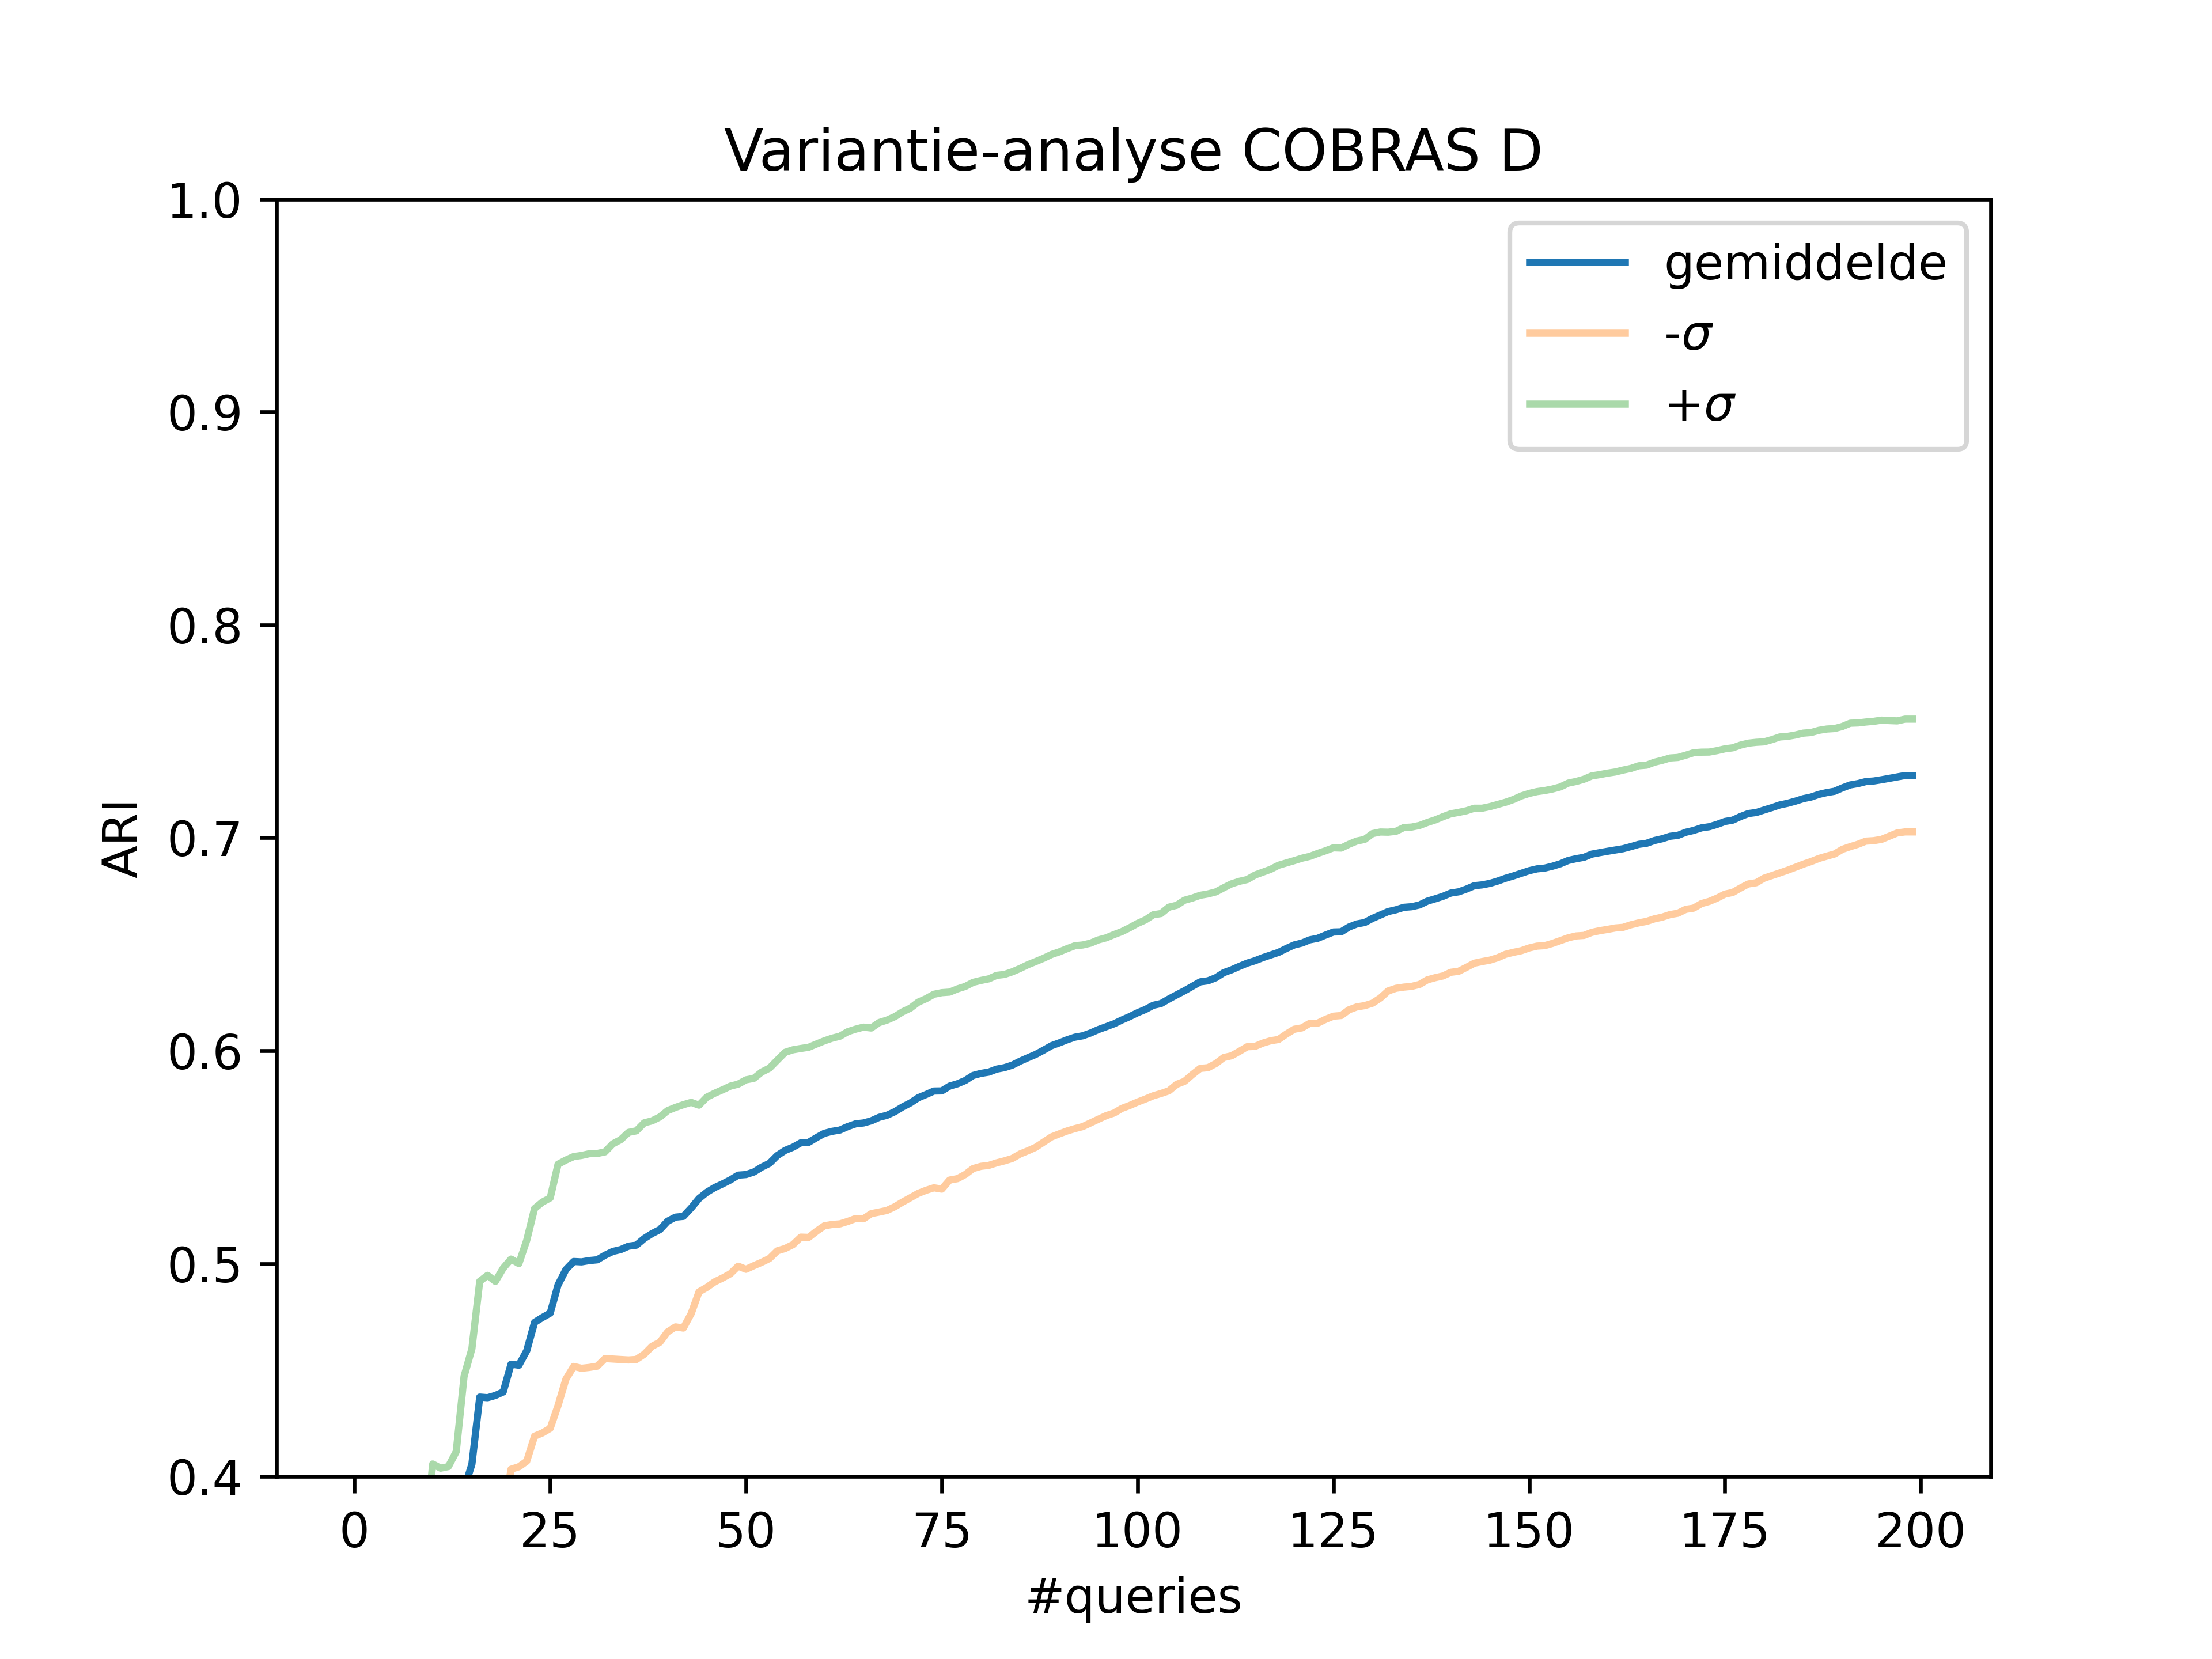 Variantie-analyse COBRAS D
1.0
0.9
0.8
0.7
0.6
0.5
0.4
ARI
gemiddelde
-σ
+σ
0 25 50 75 100 125 150 175 200
#queries